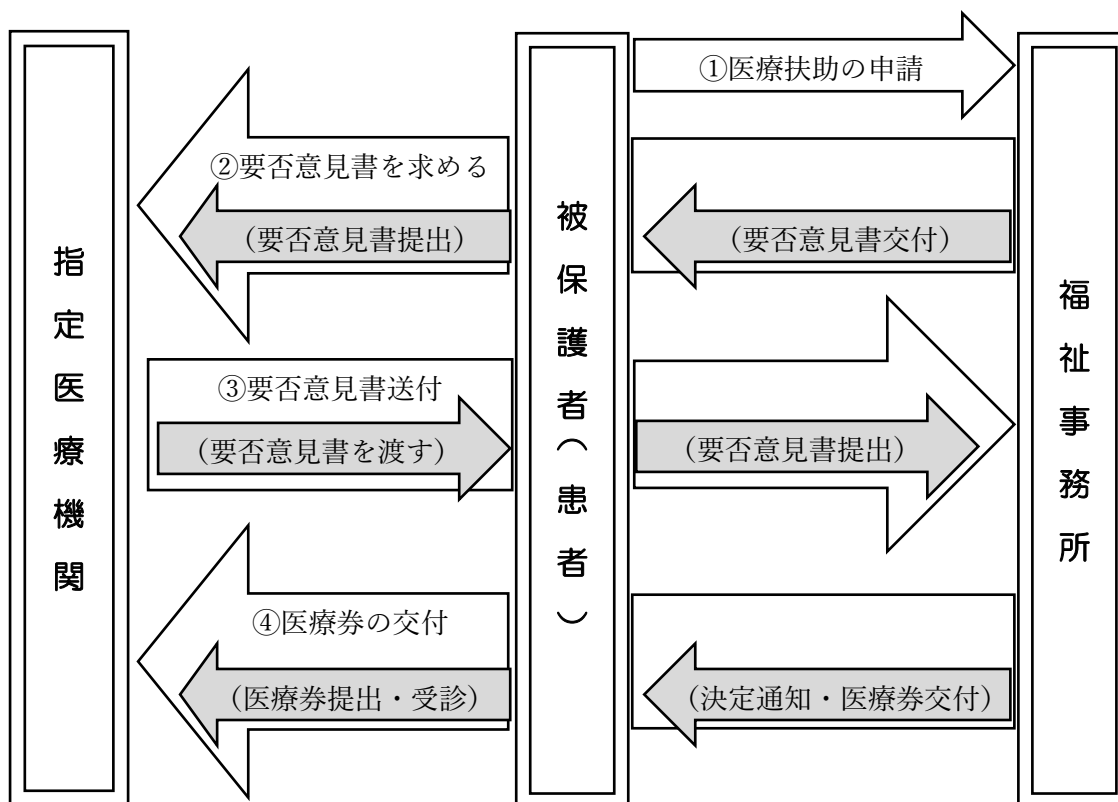 指定医療機関
被保護者(患者)
福祉事務所
①医療扶助の申請
②要否意見書を求める
(要否意見書提出)
(要否意見書交付)
③要否意見書送付
(要否意見書を渡す)
(要否意見書提出)
④医療券の交付
(医療券提出・受診)
(決定通知・医療券交付)